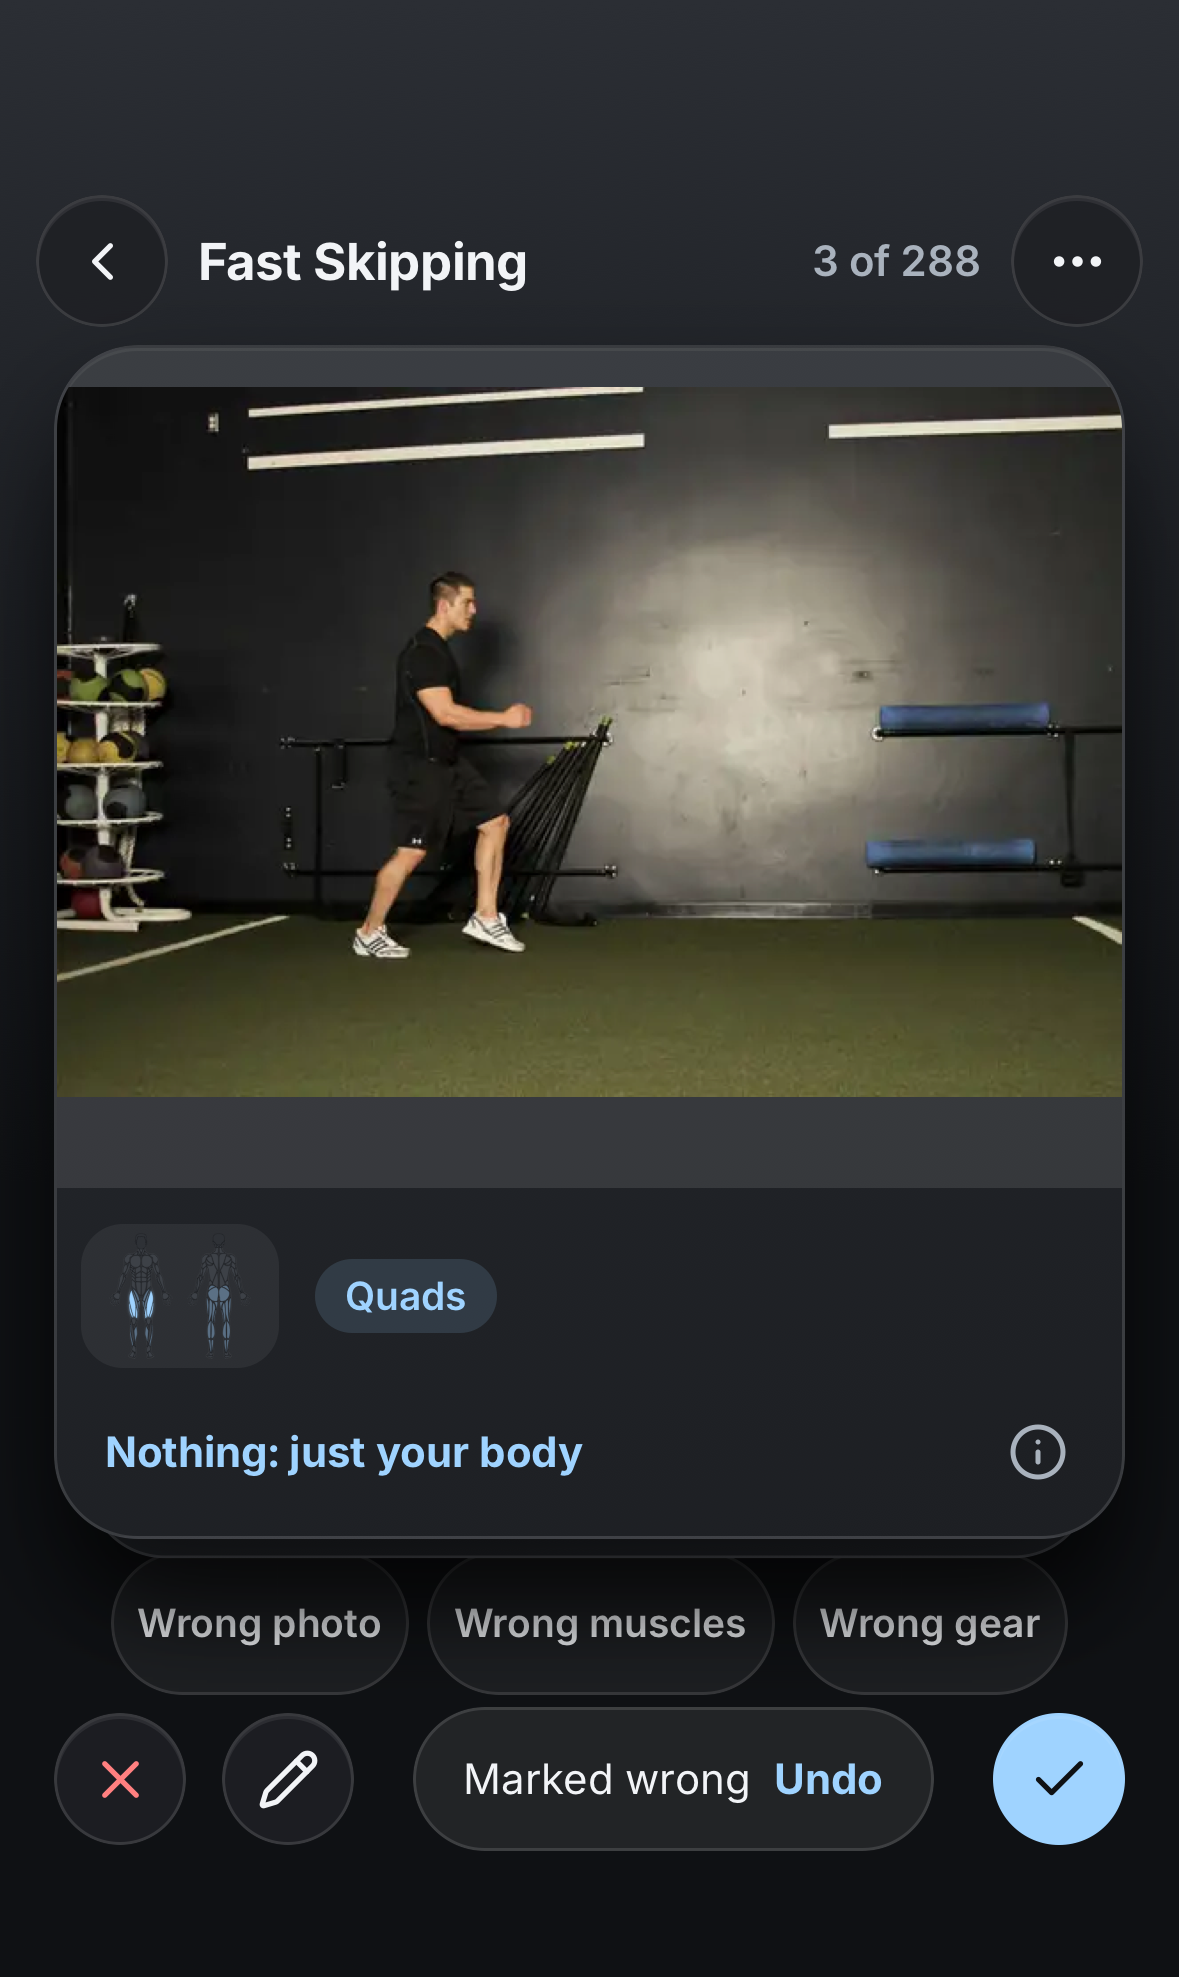 Fast Skipping
3 of 288
Quads
Nothing: just your body
Wrong photo
Wrong muscles
Wrong gear
Marked wrong Undo